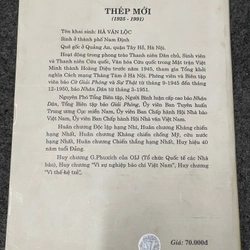 THÉP MỚI
(1925 - 1991)
Tên khai sinh: HÀ VĂN LỘC
Sinh ở thành phố Nam Định
Quê gốc ở Quảng An, quận Tây Hồ, Hà Nội.
Hoạt động trong phong trào Thanh niên Dân chủ, Sinh viên
và Thanh niên Cứu quốc, Văn hóa Cứu quốc trong Mặt trận Việt
Minh thành Hoàng Diệu trước năm 1945, tham gia Tổng khởi
nghĩa Cách mạng Tháng Tám ở Hà Nội. Phóng viên và Biên tập
viên báo Cờ Giải Phóng và Sự Thật từ tháng 9-1945 đến tháng
12-1950, báo Nhân Dân từ tháng 3-1951.
Nguyên Phó Tổng Biên tập, Người Bình luận cấp cao báo Nhân
Dân, Tổng Biên tập báo Giải Phóng, Ủy viên Ban Tuyên huấn
Trung ương Cục miền Nam, Ủy viên Ban Chấp hành Hội Nhà báo
Việt Nam, Ủy viên Ban Chấp hành Hội Nhà văn Việt Nam.
Huân chương Độc lập hạng Nhì, Huân chương Kháng chiến
hạng Nhất, Huân chương Kháng chiến chống Mỹ, cứu nước hạng
Nhất, Huân chương Chiến thắng hạng Nhất, Huy hiệu 40
năm tuổi Đảng.
Huy chương G.Phuxích của OIJ (Tổ chức Quốc tế các Nhà
báo), Huy chương "Vì sự nghiệp báo chí Việt Nam", Huy chương
"Vì thế hệ trẻ".
Giá: 70.000đ